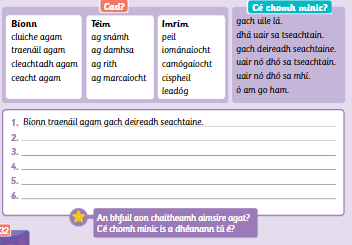 Cad?
Bíonn
cluiche agam
traenáil agam
cleachtadh agam
ceacht agam
Téim
ag snámh
ag damhsa
ag rith
ag marcaíocht
Imrím
peil
iománaíocht
camógaíocht
cispheil
leadóg
Cé chomh minic?
gach uile lá.
dhá uair sa tseachtain.
gach deireadh seachtaine.
uair nó dhó sa tseachtain.
uair nó dhó sa mhí.
ó am go ham.
1. Bíonn traenáil agam gach deireadh seachtaine.
2.
3.
4.
5.
6.
An bhfuil aon chaitheamh aimsire agat?
Cé chomh minic is a dhéanann tú é?
32